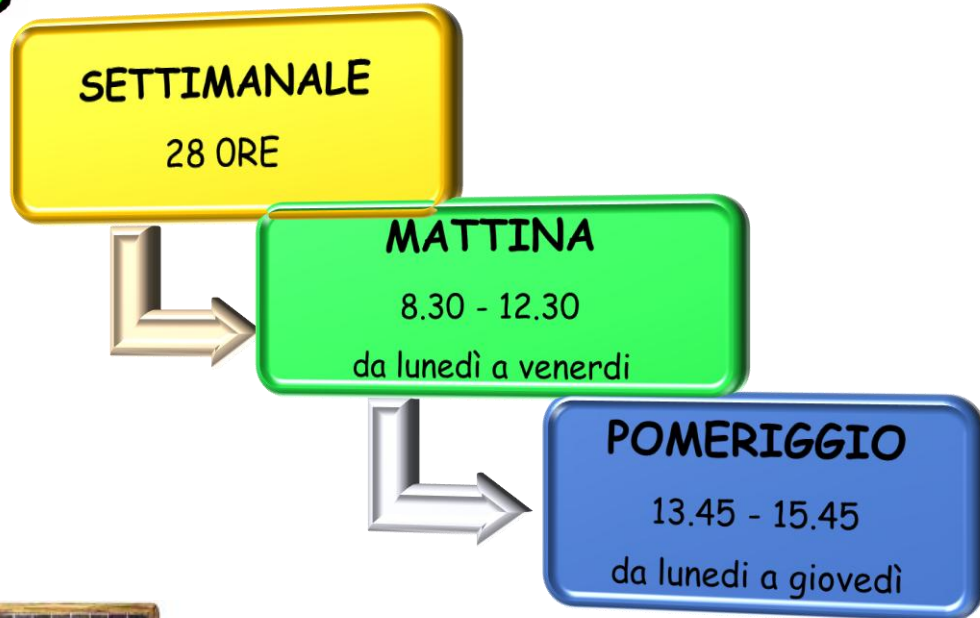 SETTIMANALE
28 ORE
MATTINA
8.30 - 12.30
da lunedì a venerdi
POMERIGGIO
13.45 - 15.45
da lunedi a giovedì